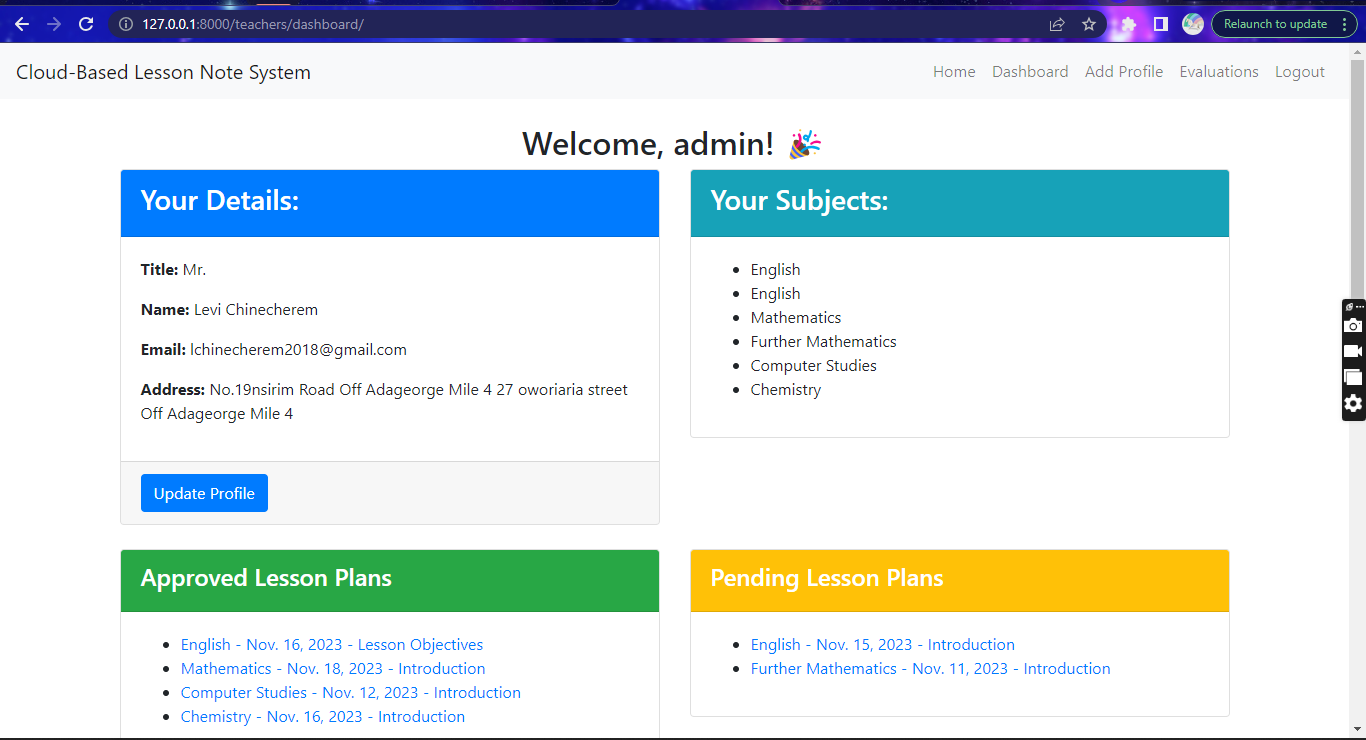 127.0.0.1:8000/teachers/dashboard/
Relaunch to update
Cloud-Based Lesson Note System
Home Dashboard Add Profile Evaluations Logout
Welcome, admin!
Your Details:
Title: Mr.
Name: Levi Chinecherem
Email: lchinecherem2018@gmail.com
Address: No.19nsirim Road Off Adageorge Mile 4 27 oworiaria street
Off Adageorge Mile 4
Update Profile
Your Subjects:
English
English
Mathematics
Further Mathematics
Computer Studies
Chemistry
Approved Lesson Plans
English - Nov. 16, 2023 - Lesson Objectives
Mathematics - Nov. 18, 2023 - Introduction
Computer Studies - Nov. 12, 2023 - Introduction
Chemistry - Nov. 16, 2023 - Introduction
Pending Lesson Plans
English - Nov. 15, 2023 - Introduction
Further Mathematics - Nov. 11, 2023 - Introduction